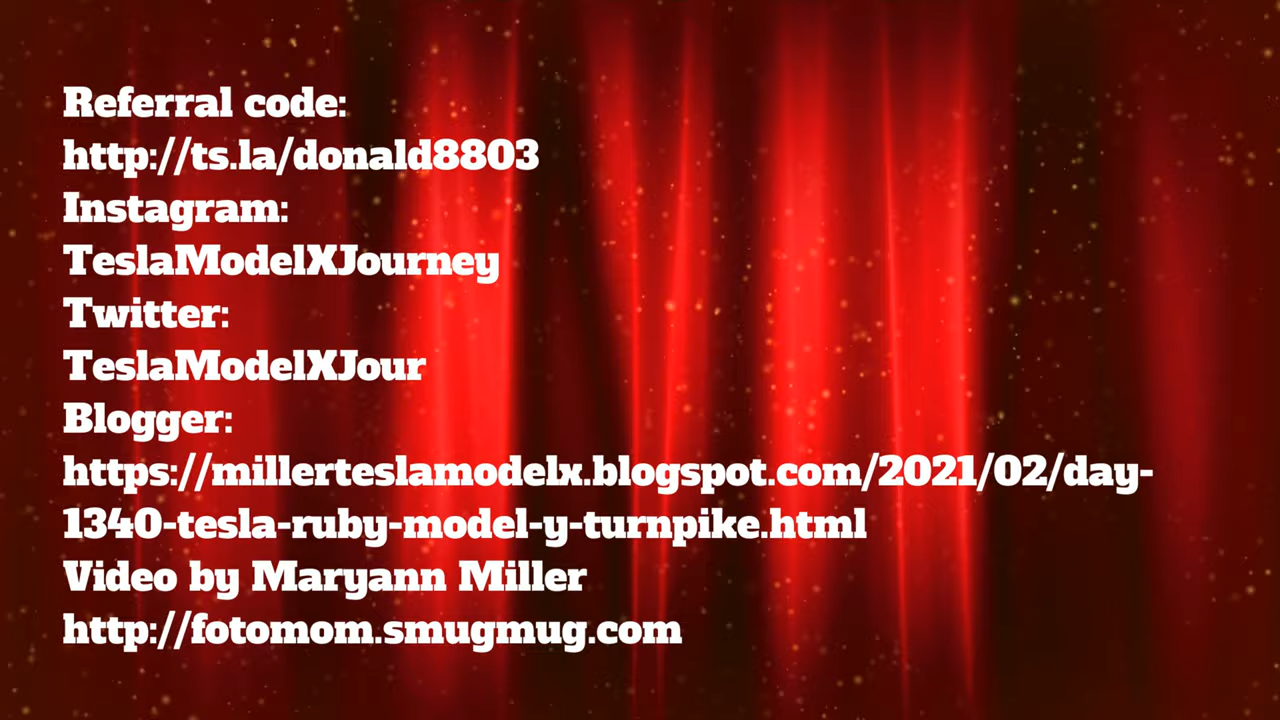 Referral code:
http://ts.la/donald8803
Instagram:
TeslaModelXJourney
Twitter:
TeslaModelXJour
Blogger:
https://millerteslamodelx.blogspot.com/2021/02/day-
1340-tesla-ruby-model-y-turnpike.html
Video by Maryann Miller
http://fotomom.smugmug.com